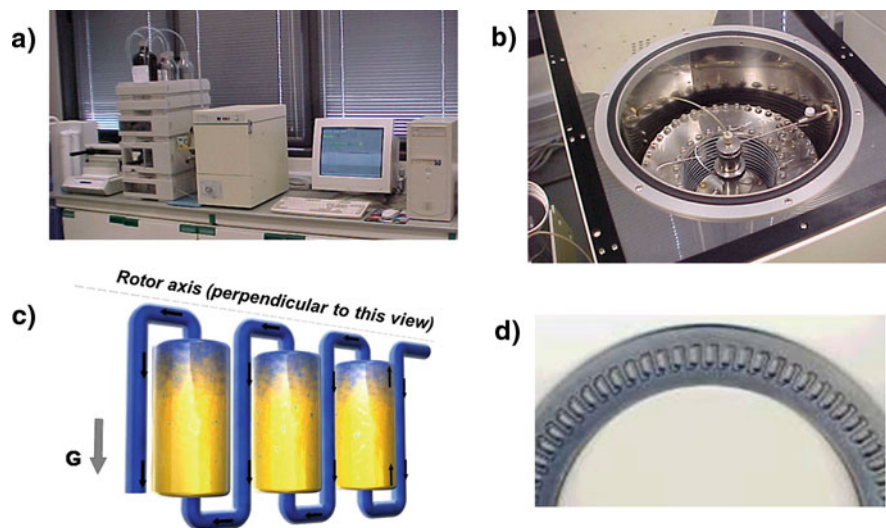 a)
b)
c)
Rotor axis (perpendicular to this view)
G
d)